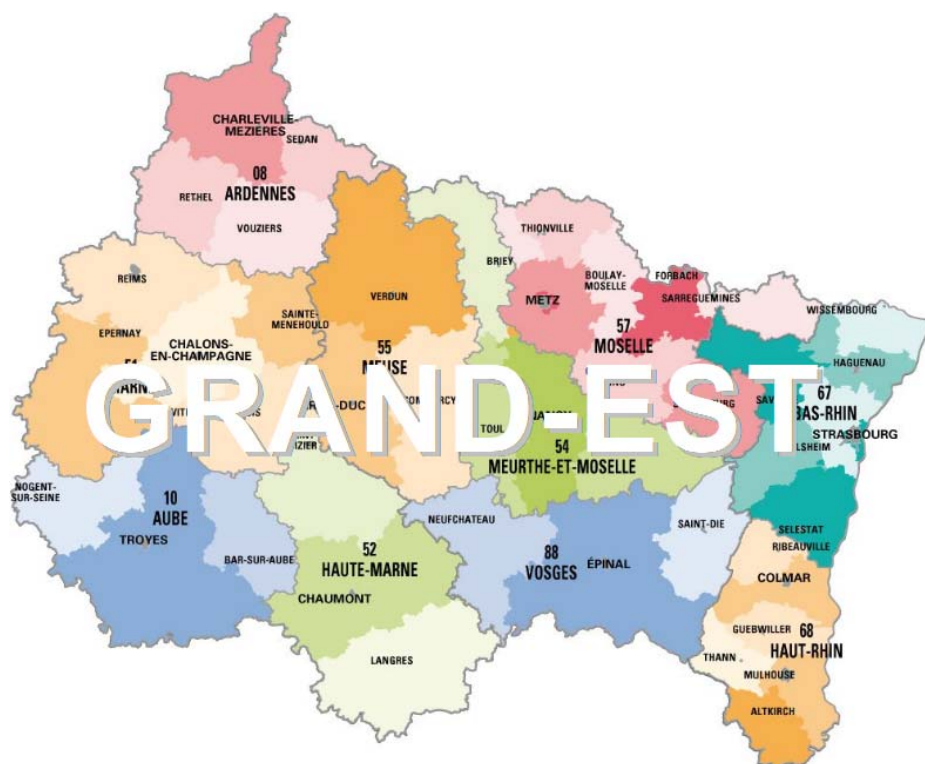 CHARLEVILLE-
MEZIERES
SEDAN
08
ARDENNES
RETHEL
VOUZIERS
THIONVILLE
BRIEY
REIMS
BOULAY-
MOSELLE
FORBACH
SARREGUEMINES
METZ
VERDUN
WISSEMBOURG
SAINTE-
MENEHOULD
EPERNAY
57
MOSELLE
CHALONS-
EN-CHAMPAGNE
55
MEUSE
HAGUENAU
67
BAS-RHIN
GRAND-EST
TOUL
STRASBOURG
54
MEURTHE-ET-MOSELLE
NOGENT-
SUR-SEINE
10
AUBE
TROYES
NEUFCHATEAU
SAINT-DIE
SELESTAT
RIBEAUVILLE
BAR-SUR-AUBE
52
HAUTE-MARNE
88
VOSGES
ÉPINAL
COLMAR
CHAUMONT
GUEBWILLER
68
HAUT-RHIN
LANGRES
THANN
MULHOUSE
ALTKIRCH